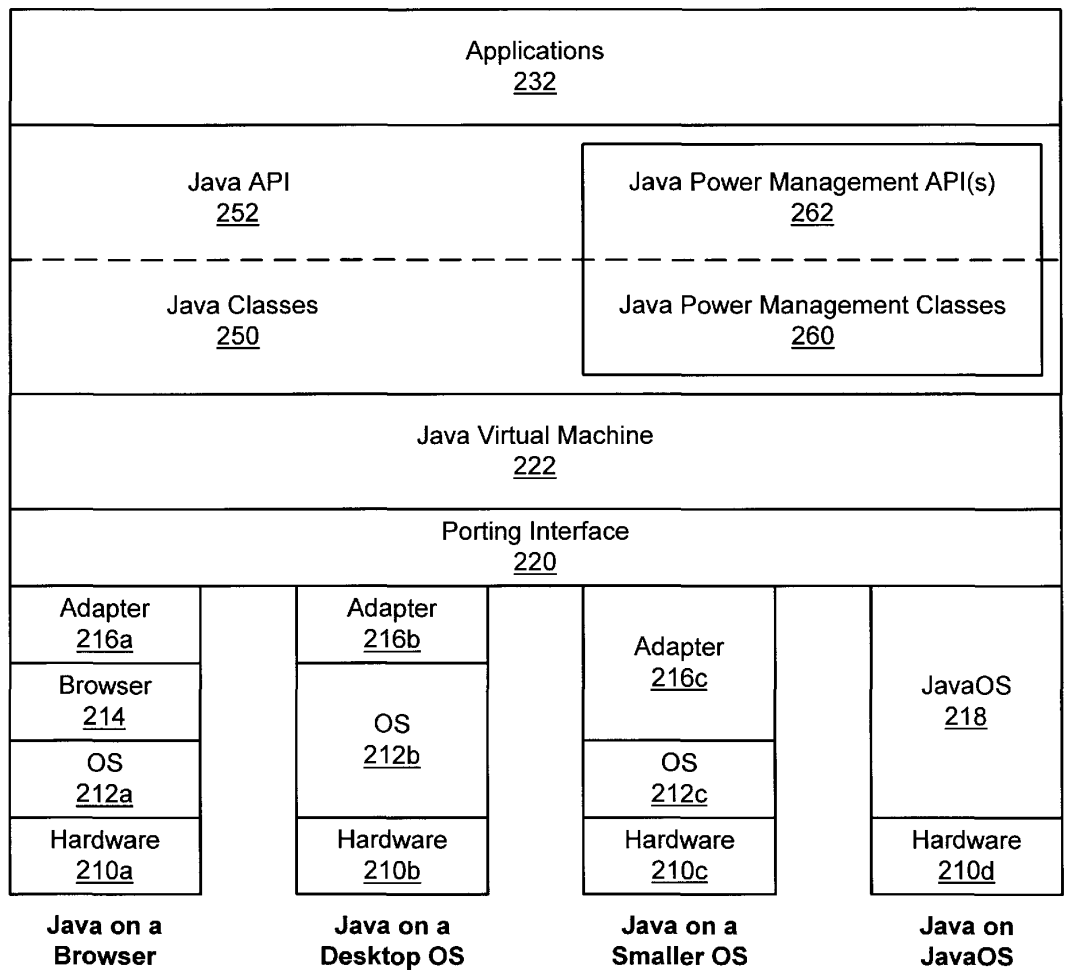 Applications
232
Java API
252
Java Power Management API(s)
262
Java Classes
250
Java Power Management Classes
260
Java Virtual Machine
222
Porting Interface
220
Adapter
216a
Browser
214
OS
212a
Hardware
210a
Java on a
Browser
Adapter
216b
OS
212b
Hardware
210b
Java on a
Desktop OS
Adapter
216c
OS
212c
Hardware
210c
Java on a
Smaller OS
JavaOS
218
Hardware
210d
Java on
JavaOS